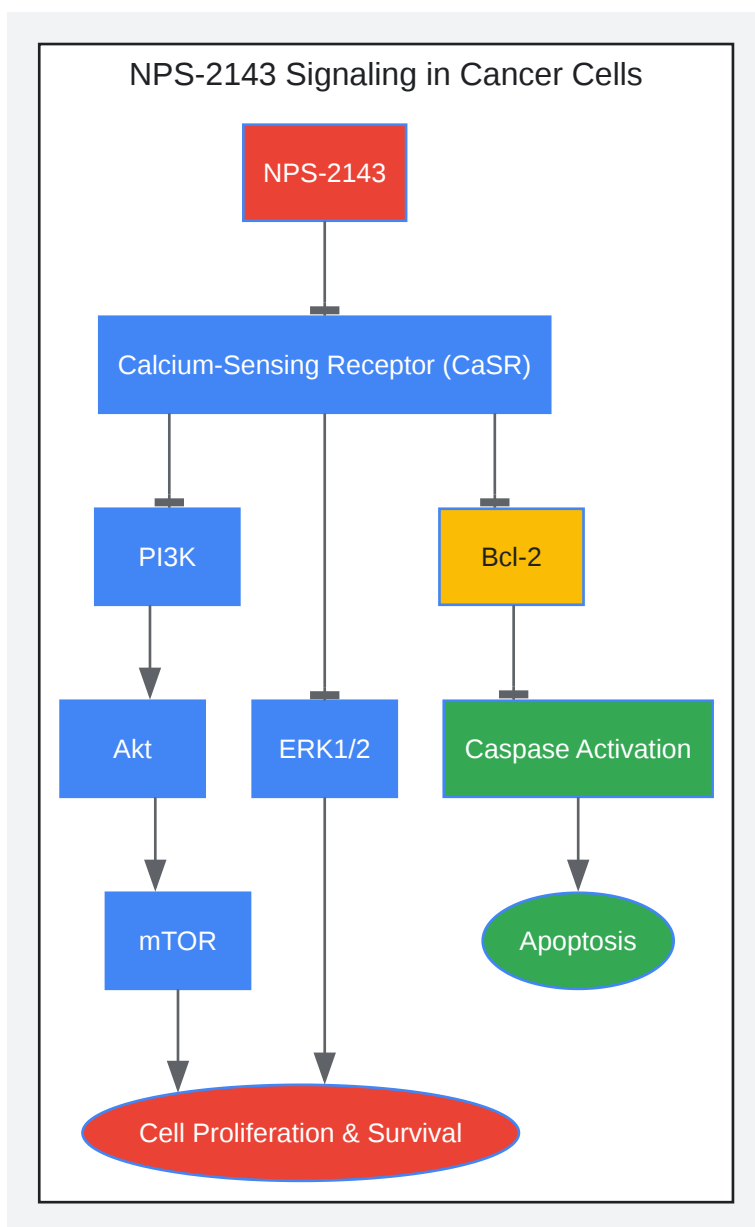 NPS-2143 Signaling in Cancer Cells
NPS-2143
Calcium-Sensing Receptor (CaSR)
PI3K
Bcl-2
Akt
ERK1/2
Caspase Activation
mTOR
Apoptosis
Cell Proliferation & Survival